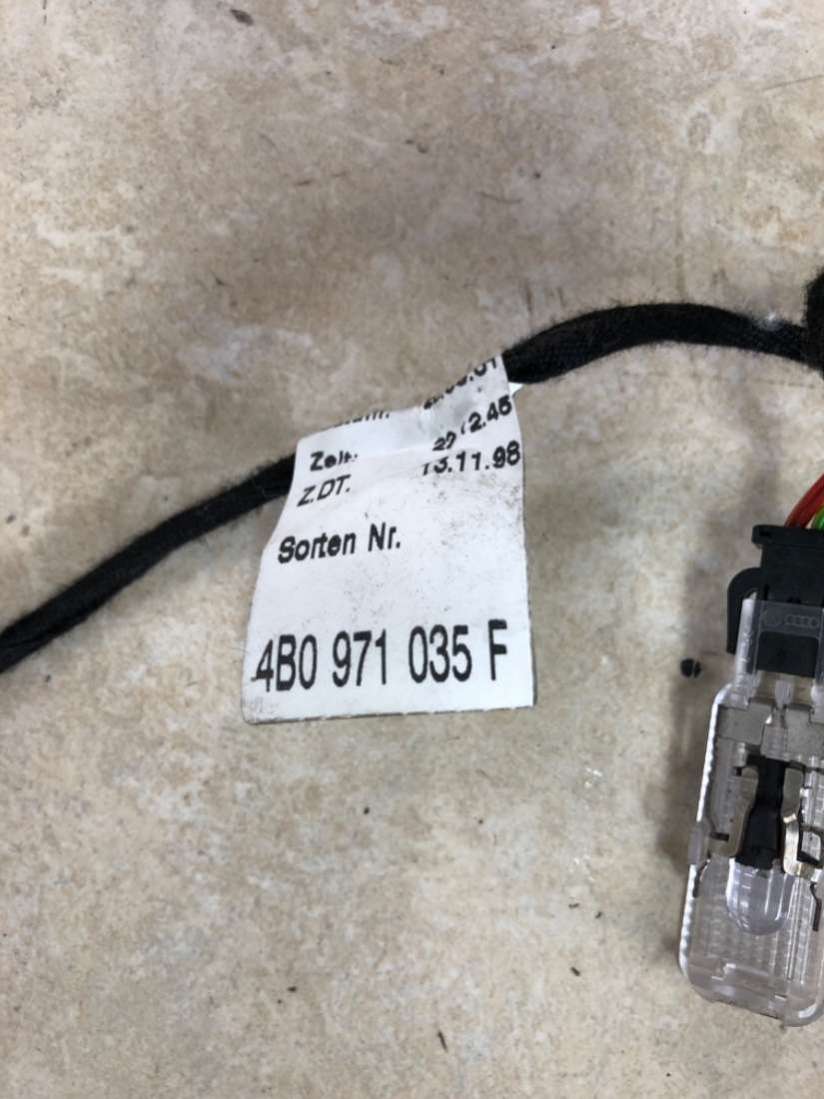 Zeit:
Z.DT. 13.11.98
Sorten Nr.
4B0 971 035 F